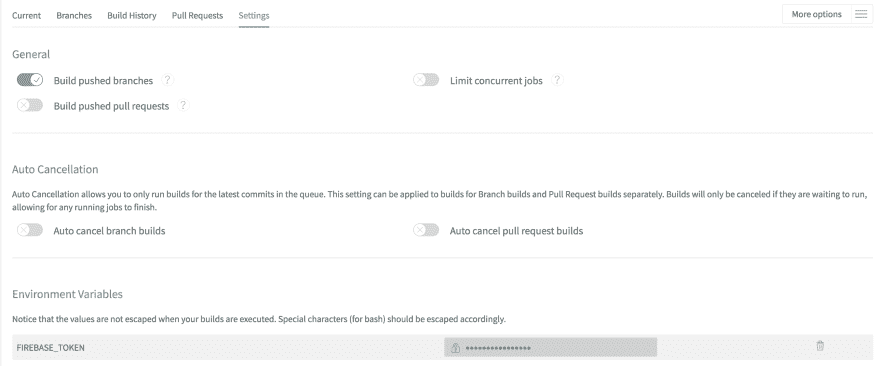 Current Branches Build History Pull Requests Settings More options
General
Build pushed branches ? Limit concurrent jobs ?
Build pushed pull requests ?
Auto Cancellation
Auto Cancellation allows you to only run builds for the latest commits in the queue. This setting can be applied to builds for Branch builds and Pull Request builds separately. Builds will only be canceled if they are waiting to run,
allowing for any running jobs to finish.
Auto cancel branch builds Auto cancel pull request builds
Environment Variables
Notice that the values are not escaped when your builds are executed. Special characters (for bash) should be escaped accordingly.
FIREBASE_TOKEN ••••••••••••••••